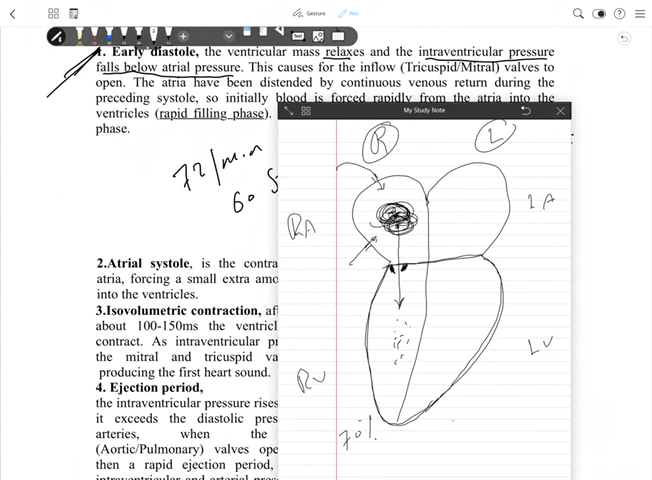 Gesture
Pen
1. Early diastole, the ventricular mass relaxes and the intraventricular pressure
falls below atrial pressure. This causes for the inflow (Tricuspid/Mitral) valves to
open. The atria have been distended by continuous venous return during the
preceding systole, so initially blood is forced rapidly from the atria into the
ventricles (rapid filling phase).
phase.
72/min
60 S
2.Atrial systole, is the contra
atria, forcing a small extra amo
into the ventricles.
3.Isovolumetric contraction, af
about 100-150ms the ventricl
contract. As intraventricular pr
the mitral and tricuspid va
producing the first heart sound.
4. Ejection period,
the intraventricular pressure rises
it exceeds the diastolic pres
arteries, when the
(Aortic/Pulmonary) valves ope
then a rapid ejection period,
intraventricular and arterial pres
My Study Note
R
L
RA
LA
RV
LV
70%